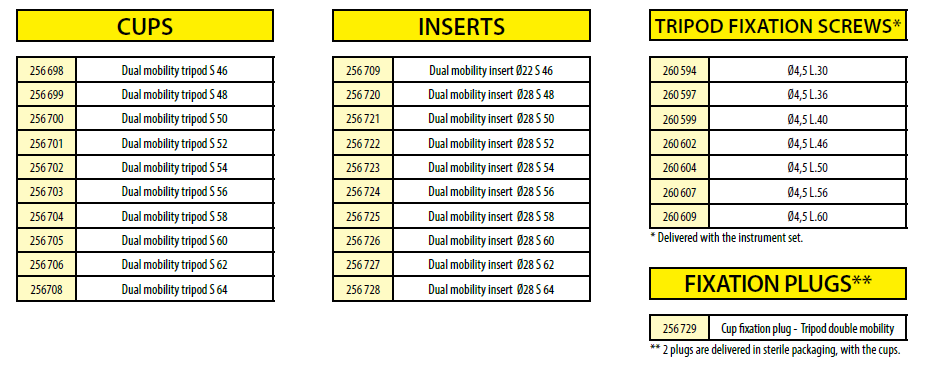 CUPS
256 698 Dual mobility tripod S 46
256 699 Dual mobility tripod S 48
256 700 Dual mobility tripod S 50
256 701 Dual mobility tripod S 52
256 702 Dual mobility tripod S 54
256 703 Dual mobility tripod S 56
256 704 Dual mobility tripod S 58
256 705 Dual mobility tripod S 60
256 706 Dual mobility tripod S 62
256708 Dual mobility tripod S 64
INSERTS
256 709 Dual mobility insert Ø22 S 46
256 720 Dual mobility insert Ø28 S 48
256 721 Dual mobility insert Ø28 S 50
256 722 Dual mobility insert Ø28 S 52
256 723 Dual mobility insert Ø28 S 54
256 724 Dual mobility insert Ø28 S 56
256 725 Dual mobility insert Ø28 S 58
256 726 Dual mobility insert Ø28 S 60
256 727 Dual mobility insert Ø28 S 62
256 728 Dual mobility insert Ø28 S 64
TRIPOD FIXATION SCREWS*
260 594 Ø4,5 L.30
260 597 Ø4,5 L.36
260 599 Ø4,5 L.40
260 602 Ø4,5 L.46
260 604 Ø4,5 L.50
260 607 Ø4,5 L.56
260 609 Ø4,5 L.60
* Delivered with the instrument set.
FIXATION PLUGS**
256 729 Cup fixation plug - Tripod double mobility
** 2 plugs are delivered in sterile packaging, with the cups.